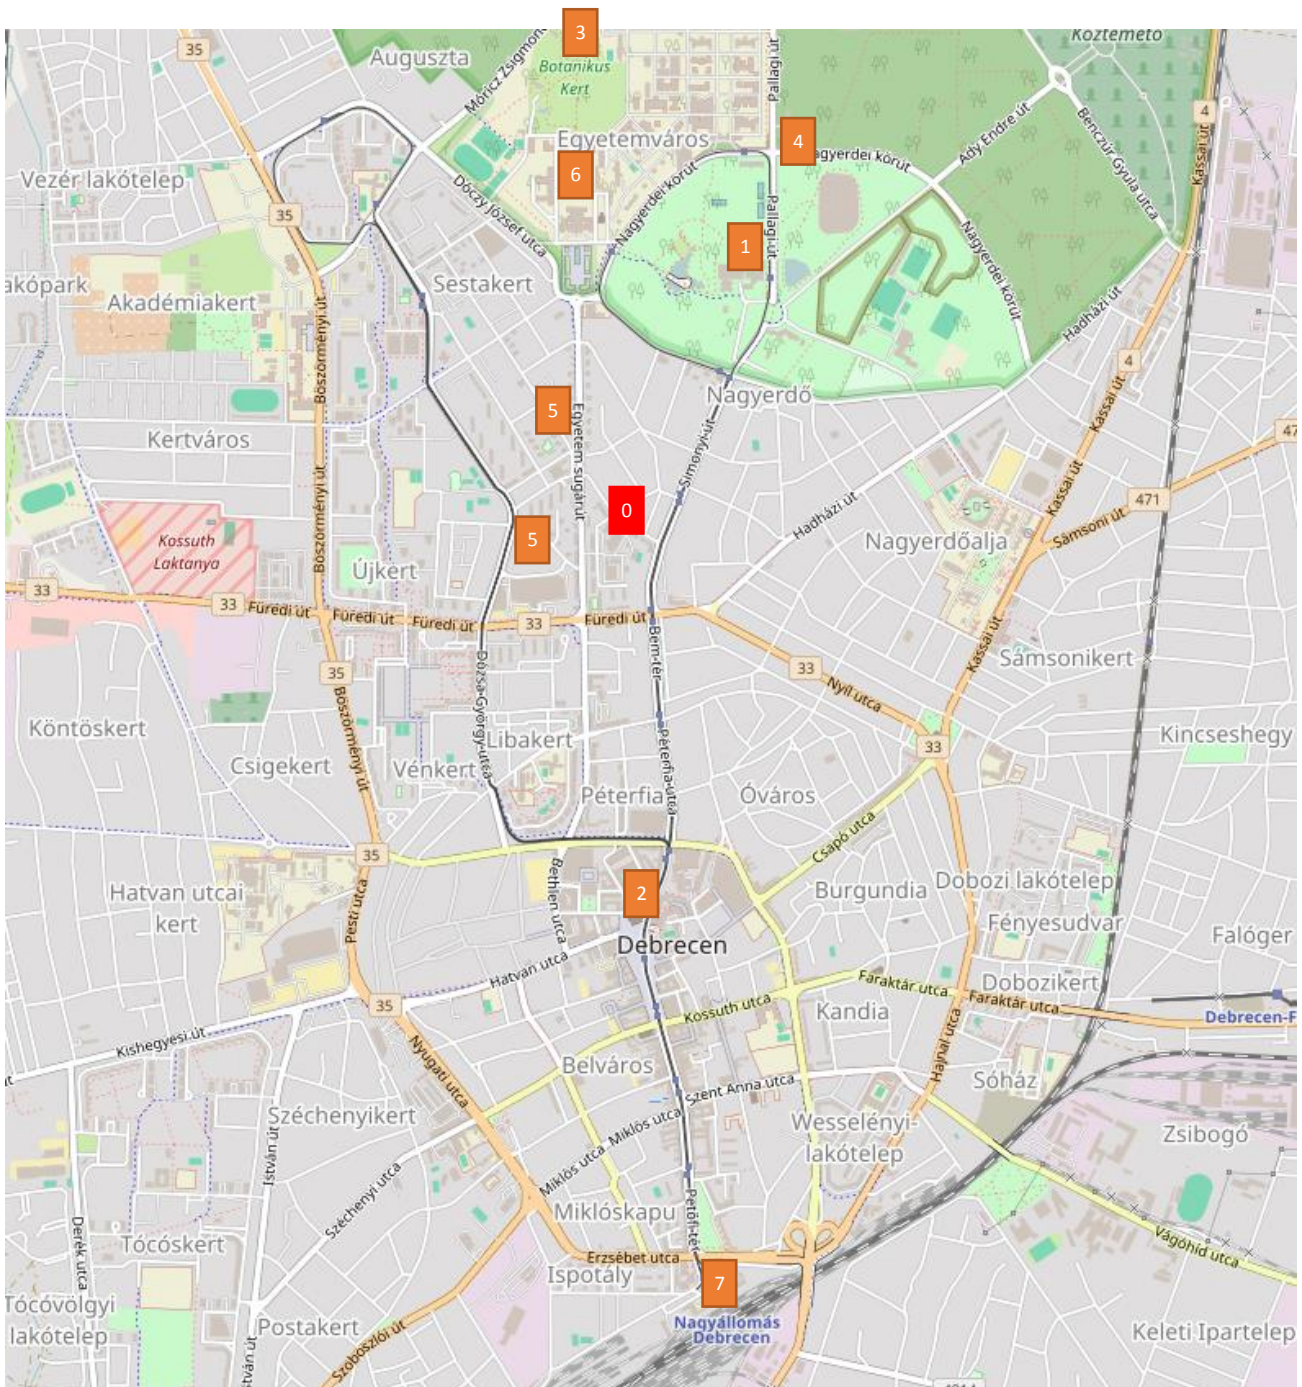 3
Köztemető
35
Auguszta
Móricz Zsigmond
Botanikus
Kert
Pallagi út
4
Egyetemváros
4
Nagyerdei körút
Ady Endre út
Benczúr Gyula utca
Kassai út
Vezér lakótelep
6
Dóczy József utca
Nagyerdei körút
Pallagi út
35
1
Nagyerdei körút
akópark
Akadémiakert
Sestakert
Hadházi út
Böszörményi út
4
Nagyerdő
5
Egyetem sugárút
Kassai út
Kertváros
Simonyi út
47
Böszörményi út
0
Hadházi út
Kassai út
471
Sámsoni út
Kossuth
Laktanya
5
Nagyerdőalja
Újkert
33
33
Füredi út
Füredi út
Füredi út
33
Füredi út
Kassai út
Bem tér
Sámsonikert
35
Dózsa György utca
33
Nyíl utca
Köntöskert
Böszörményi út
Libakert
Péterfia utca
33
Kincseshegy
Csigekert
Vénkert
Péterfia
Óváros
Csapó utca
35
Bethlen utca
Hatvan utcai
kert
Pesti utca
2
Burgundia
Dobozi lakótelep
Fényesudvar
Debrecen
Falóger
Hatvan utca
Dobozikert
35
Kossuth utca
Faraktár utca
Faraktár utca
Kandia
Debrecen-F
Kishegyesi út
út
Nyugati utca
Belváros
Hajnal utca
Szent Anna utca
Sóház
Széchenyikert
Miklós utca
Wesselényi-
lakótelep
Zsibogó
István út
Miklós utca
Széchenyi utca
Miklóskapu
Petőfi tér
Derék utca
Tócóskert
Erzsébet utca
Vágóhíd utca
Ispotály
7
Tócóvölgyi
lakótelep
Postakert
Nagyállomás
Debrecen
Keleti Ipartelep
Szoboszlói út
stván út